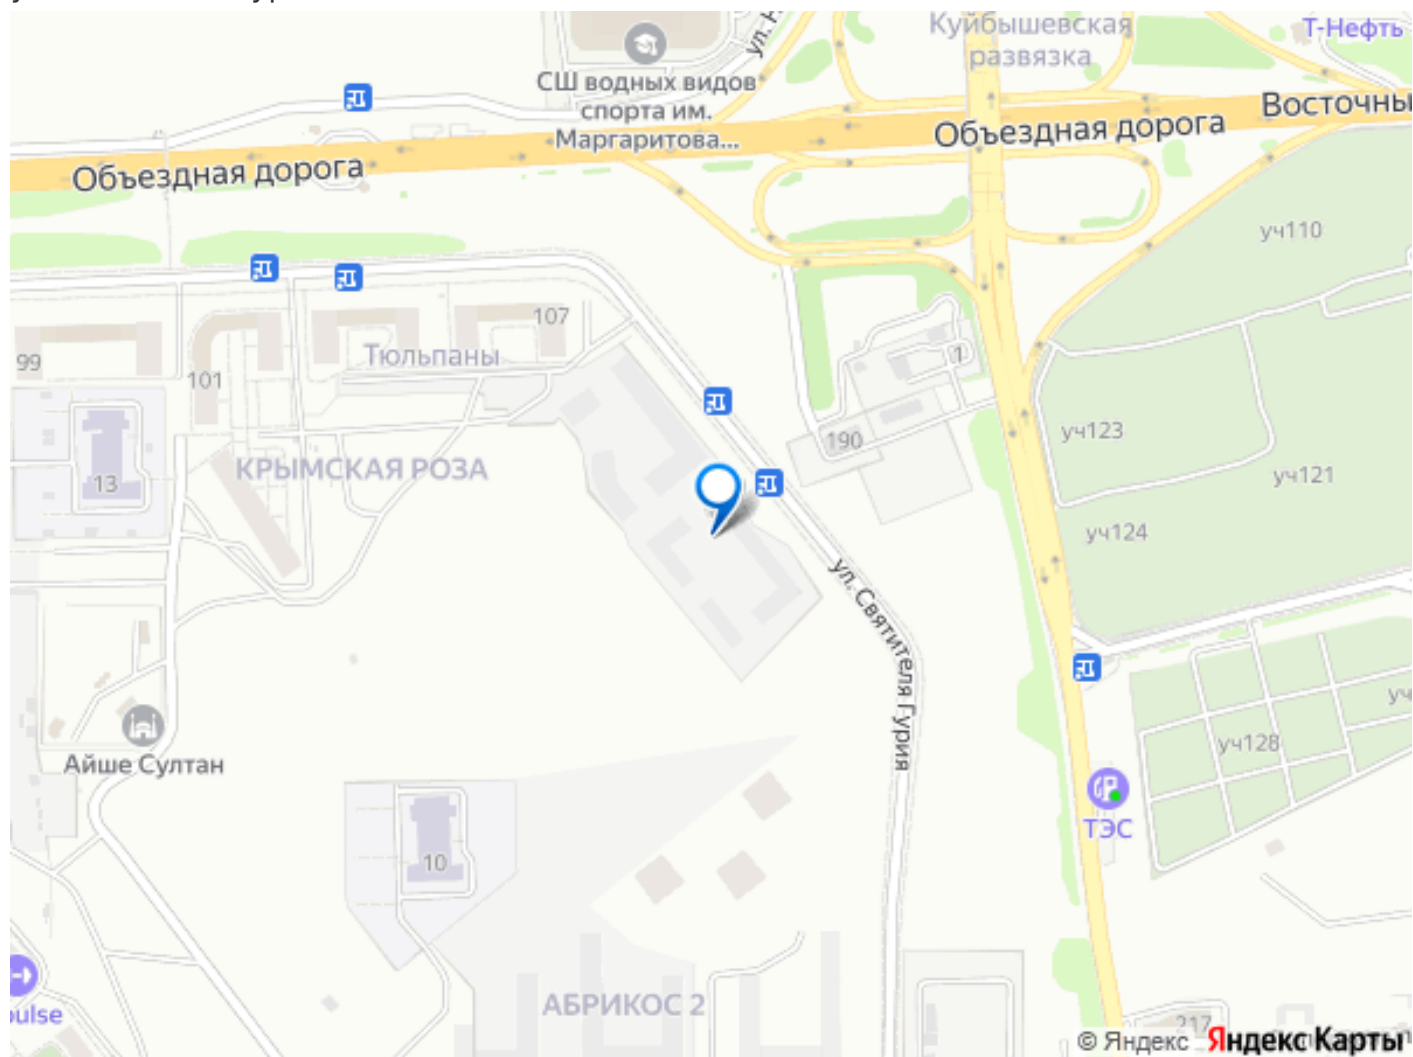 Куйбышевская
развязка
Т-Нефть
СШ водных видов
спорта им.
Маргаритова...
Объездная дорога
Объездная дорога
Восточны
уч110
107
Тюльпаны
99
101
1
190
уч123
КРЫМСКАЯ РОЗА
13
уч121
уч124
ул. Святителя Гурия
Айше Султан
уч128
уч
ТЭС
10
АБРИКОС 2
pulse
217
© Яндекс Яндекс Карты